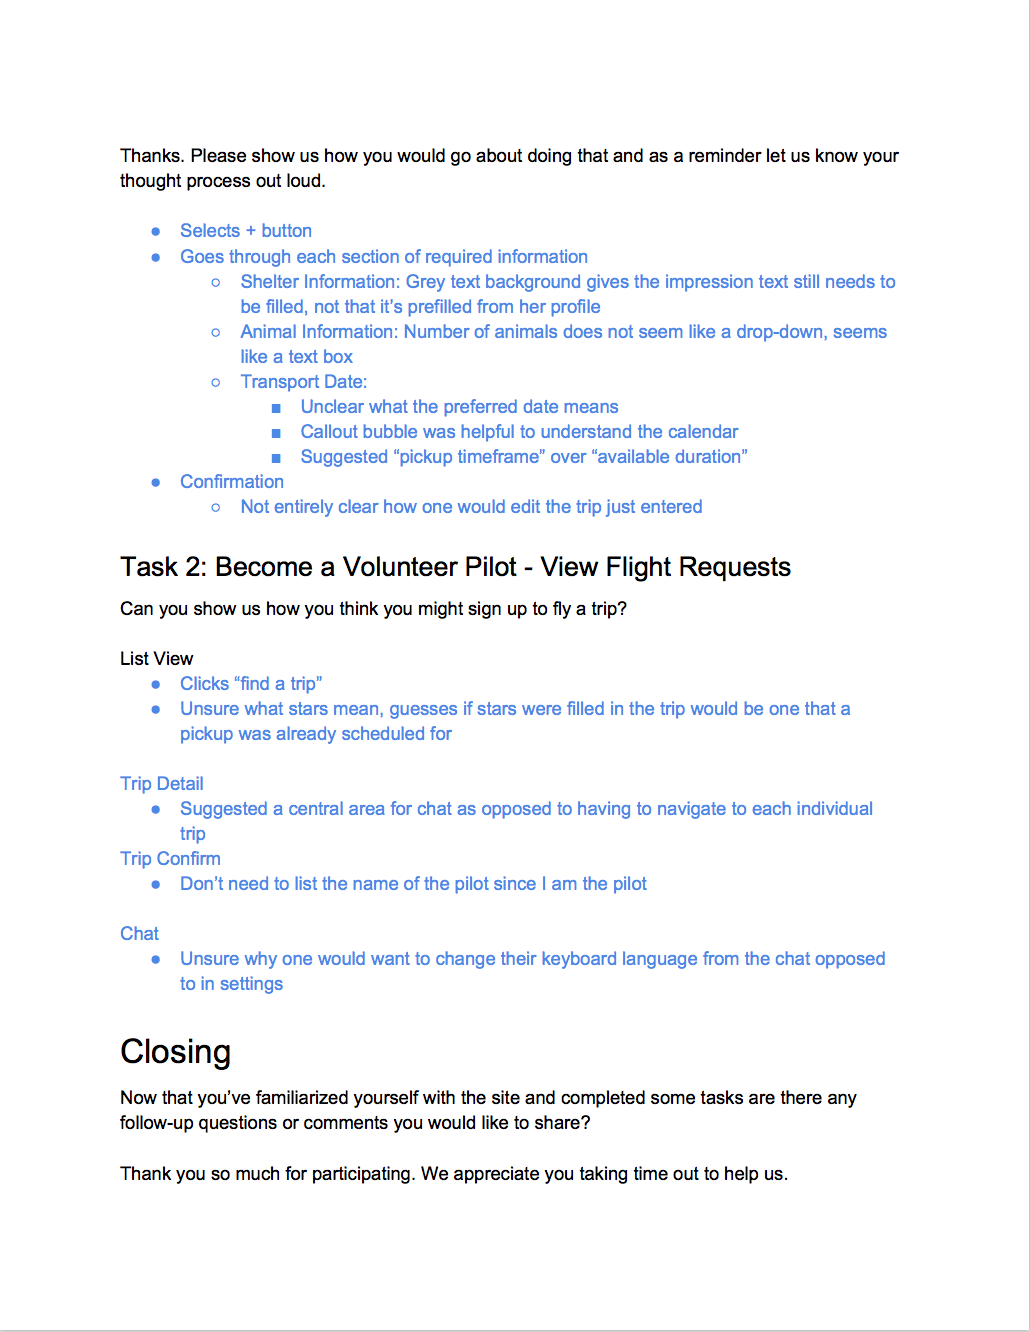 Thanks. Please show us how you would go about doing that and as a reminder let us know your
thought process out loud.
● Selects + button
● Goes through each section of required information
○ Shelter Information: Grey text background gives the impression text still needs to
be filled, not that it’s prefilled from her profile
○ Animal Information: Number of animals does not seem like a drop-down, seems
like a text box
○ Transport Date:
■ Unclear what the preferred date means
■ Callout bubble was helpful to understand the calendar
■ Suggested “pickup timeframe” over “available duration”
● Confirmation
○ Not entirely clear how one would edit the trip just entered
Task 2: Become a Volunteer Pilot - View Flight Requests
Can you show us how you think you might sign up to fly a trip?
List View
● Clicks “find a trip”
● Unsure what stars mean, guesses if stars were filled in the trip would be one that a
pickup was already scheduled for
Trip Detail
● Suggested a central area for chat as opposed to having to navigate to each individual
trip
Trip Confirm
● Don’t need to list the name of the pilot since I am the pilot
Chat
● Unsure why one would want to change their keyboard language from the chat opposed
to in settings
Closing
Now that you’ve familiarized yourself with the site and completed some tasks are there any
follow-up questions or comments you would like to share?
Thank you so much for participating. We appreciate you taking time out to help us.